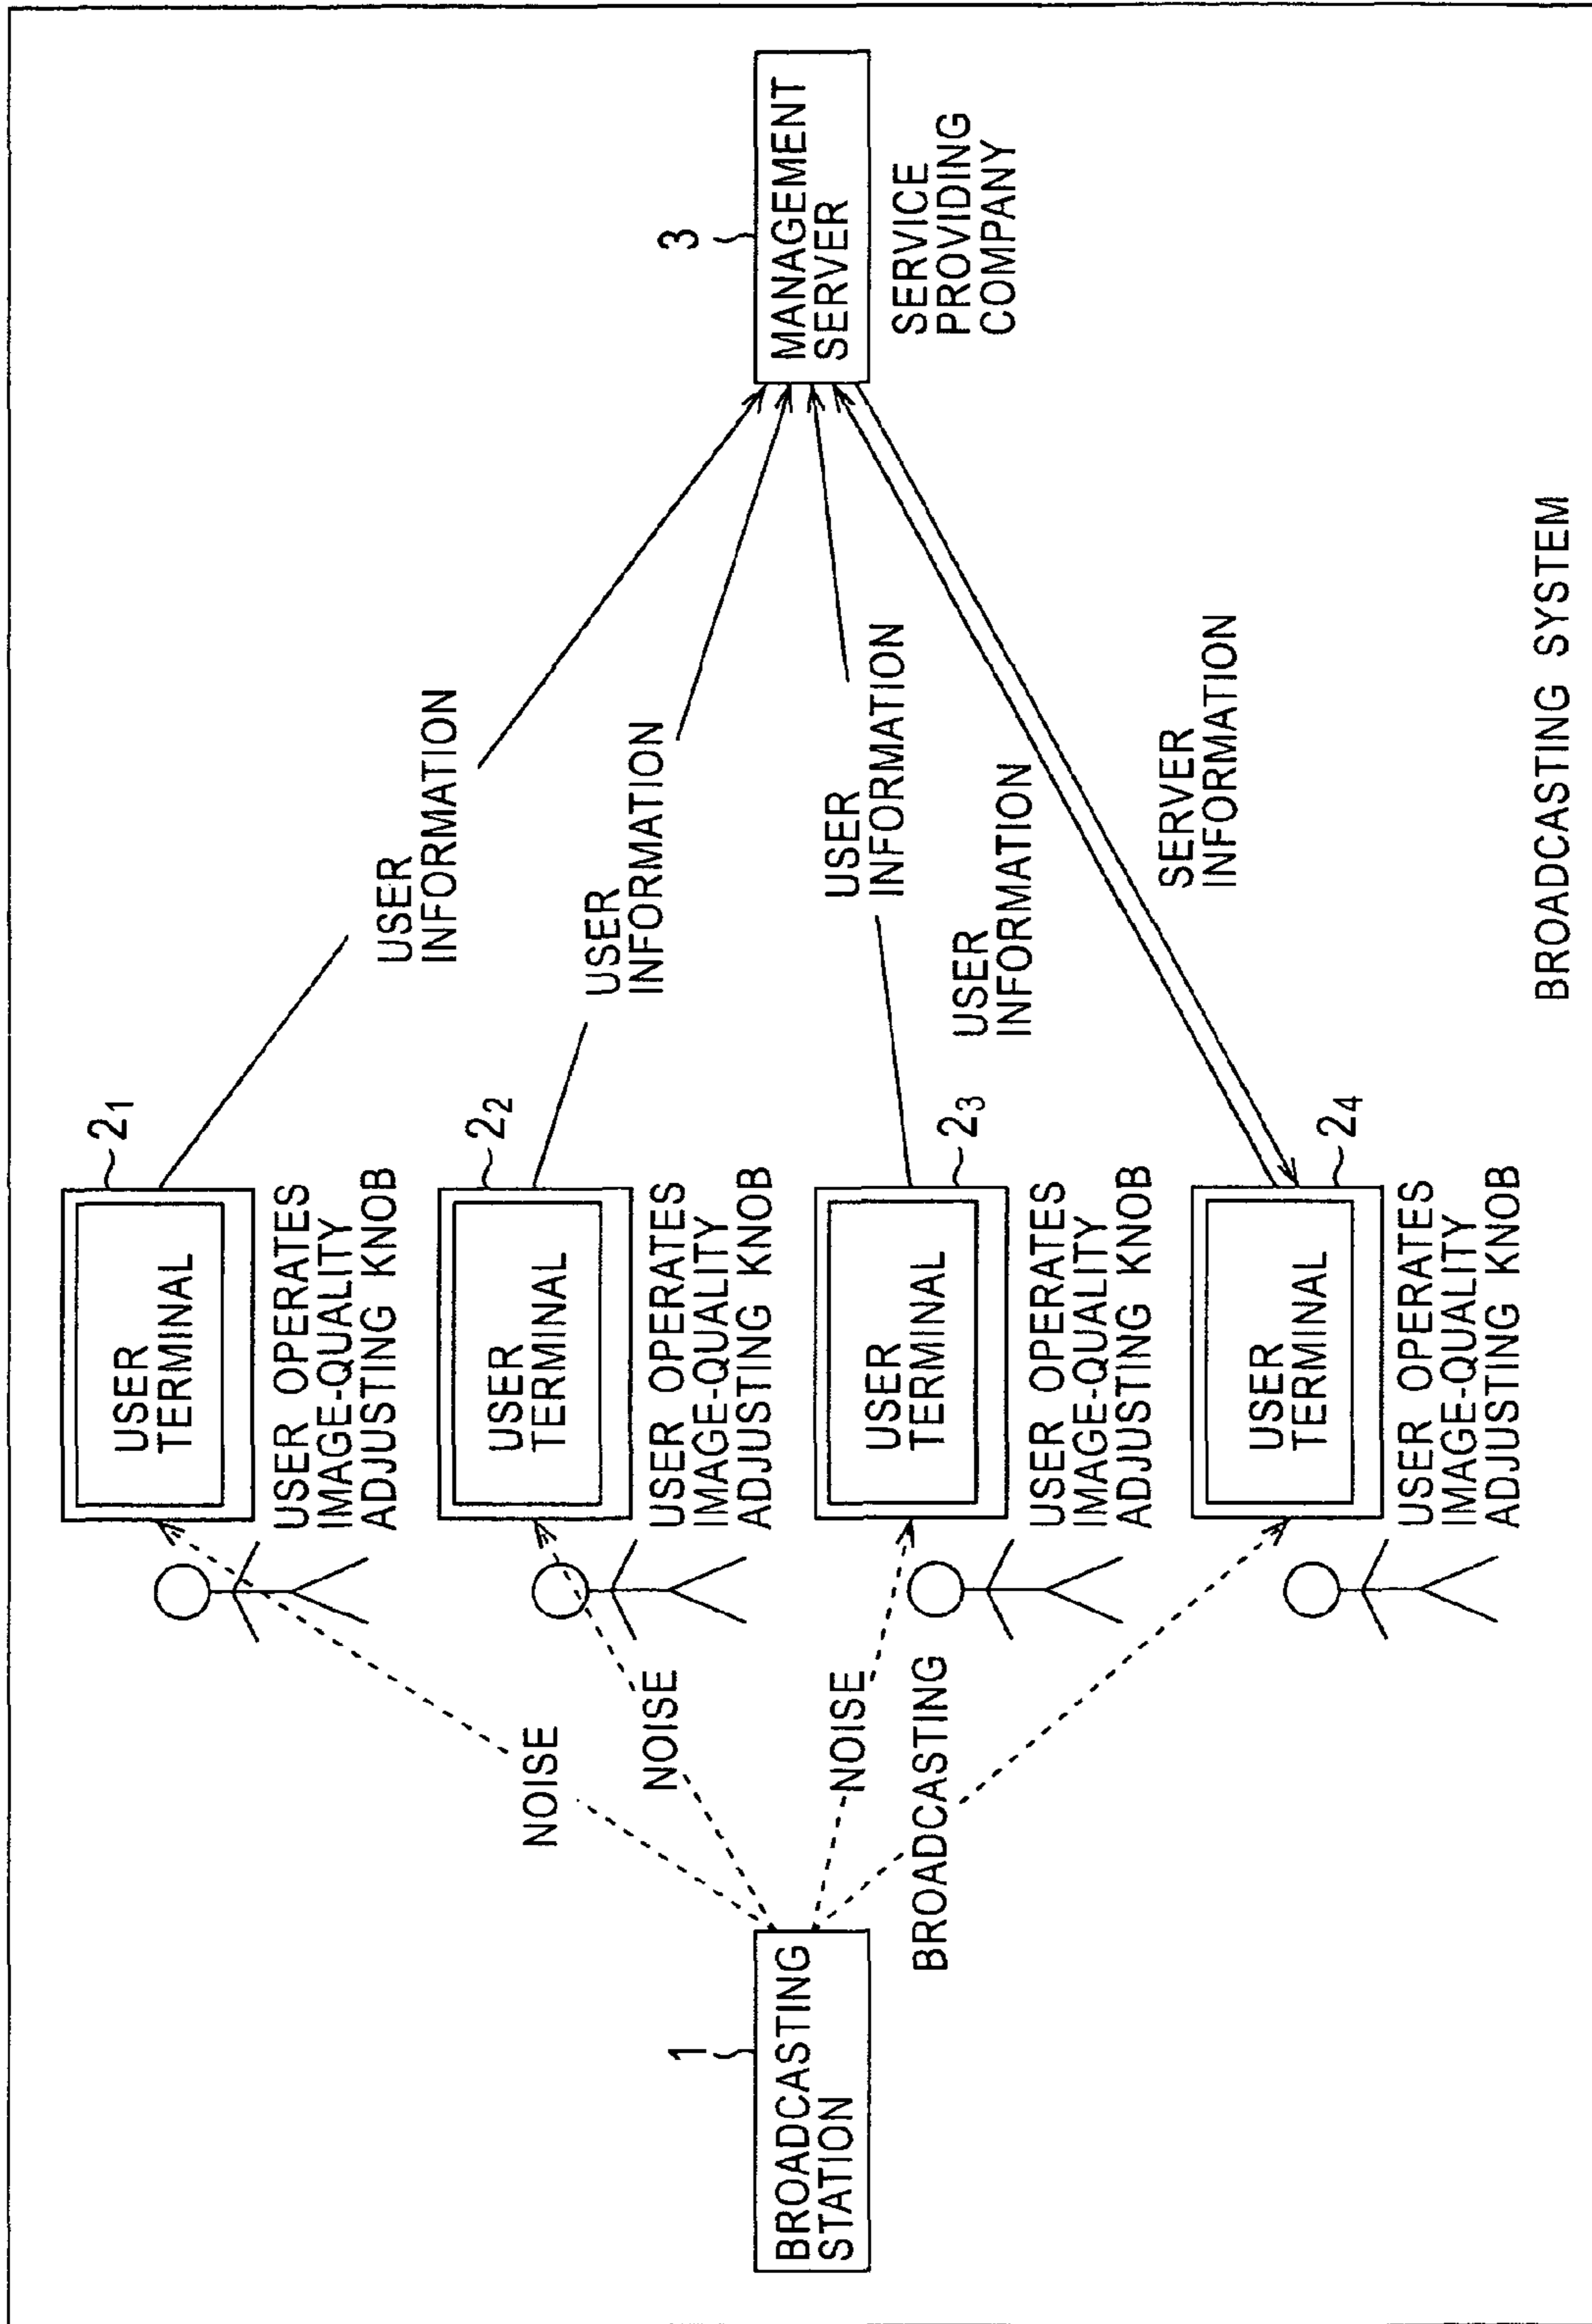 BROADCASTING
STATION
1
NOISE
NOISE
NOISE
BROADCASTING
USER
TERMINAL
2₁
USER OPERATES
IMAGE-QUALITY
ADJUSTING KNOB
USER
TERMINAL
2₂
USER OPERATES
IMAGE-QUALITY
ADJUSTING KNOB
USER
TERMINAL
2₃
USER OPERATES
IMAGE-QUALITY
ADJUSTING KNOB
USER
TERMINAL
2₄
USER OPERATES
IMAGE-QUALITY
ADJUSTING KNOB
USER
INFORMATION
USER
INFORMATION
USER
INFORMATION
USER
INFORMATION
SERVER
INFORMATION
3
MANAGEMENT
SERVER
SERVICE
PROVIDING
COMPANY
BROADCASTING SYSTEM